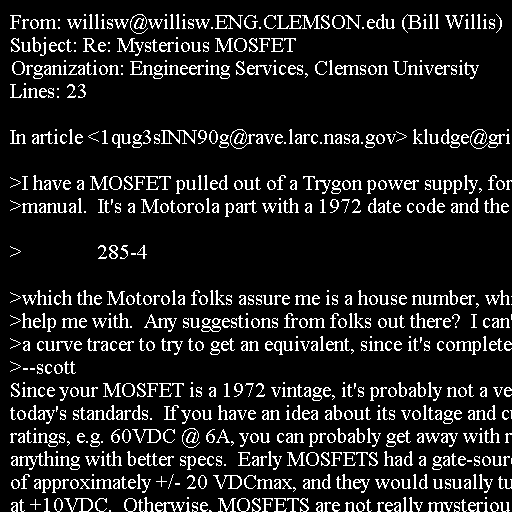 From: willisw@willisw.ENG.CLEMSON.edu (Bill Willis)
Subject: Re: Mysterious MOSFET
Organization: Engineering Services, Clemson University
Lines: 23
In article <1qug3sINN90g@rave.larc.nasa.gov> kludge@gri
>I have a MOSFET pulled out of a Trygon power supply, for
>manual.  It's a Motorola part with a 1972 date code and the
>              285-4
>which the Motorola folks assure me is a house number, whi
>help me with.  Any suggestions from folks out there?  I can'
>a curve tracer to try to get an equivalent, since it's complete
>--scott
Since your MOSFET is a 1972 vintage, it's probably not a ve
today's standards.  If you have an idea about its voltage and cu
ratings, e.g. 60VDC @ 6A, you can probably get away with r
anything with better specs.  Early MOSFETS had a gate-sour
of approximately +/- 20 VDCmax, and they would usually tu
at +10VDC.  Otherwise, MOSFETS are not really mysteriou